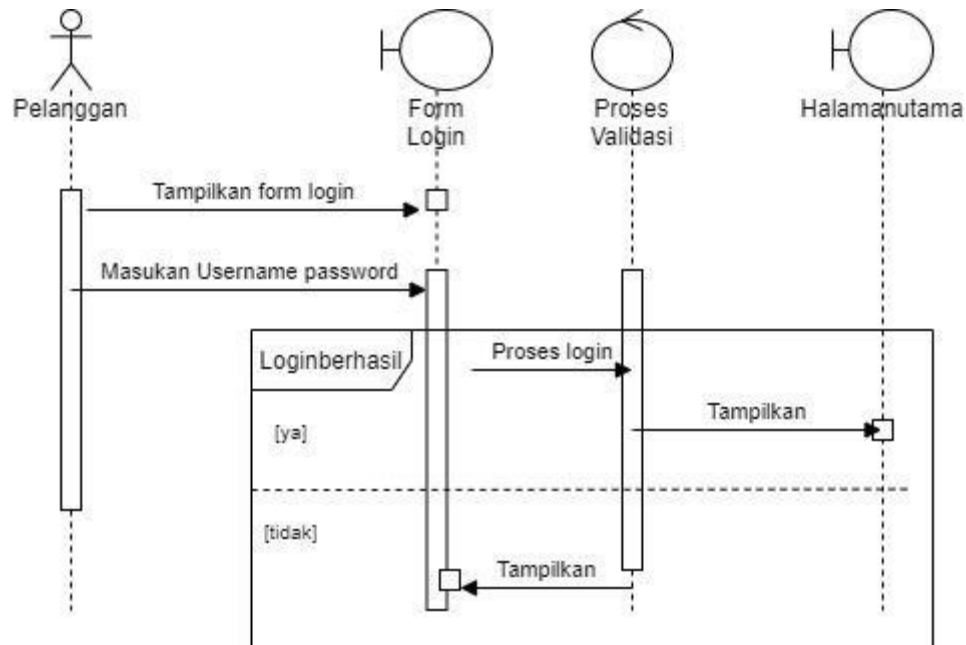 Pelanggan
Form
Login
Proses
Validasi
Halamanutama
Tampilkan form login
Masukan Username password
Loginberhasil
Proses login
Tampilkan
[ya]
[tidak]
Tampilkan